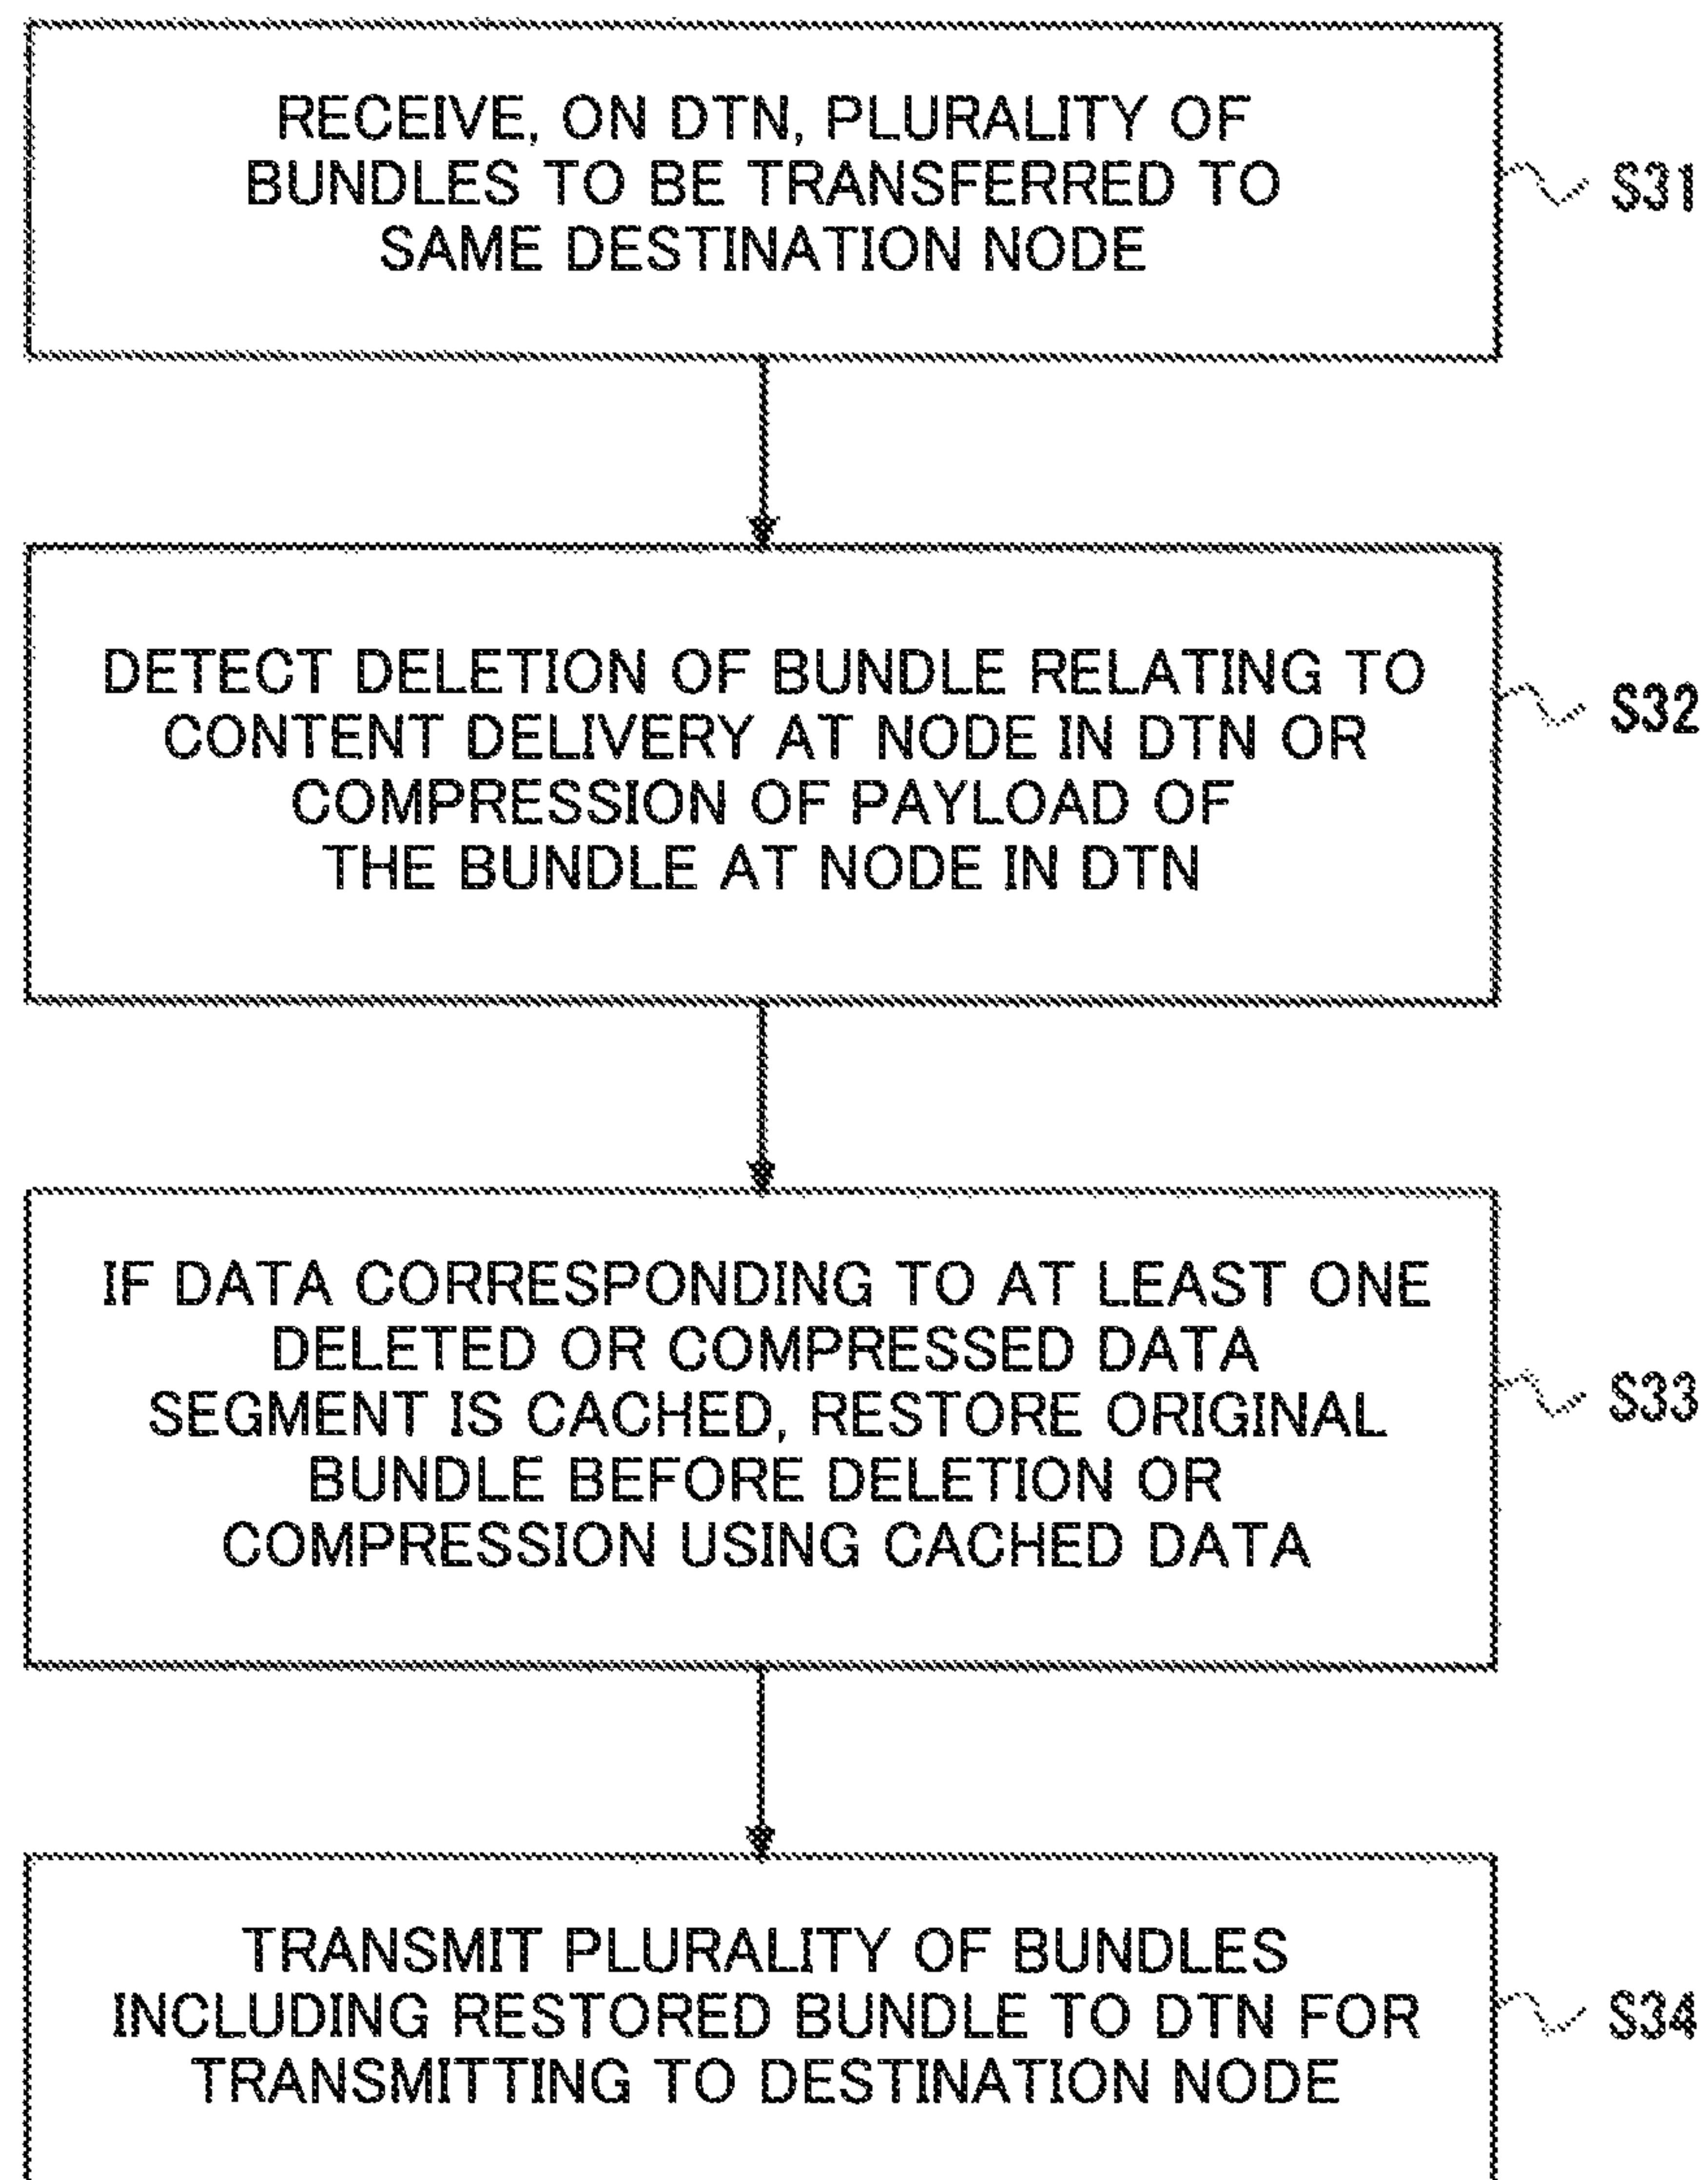 RECEIVE, ON DTN, PLURALITY OF
BUNDLES TO BE TRANSFERRED TO
SAME DESTINATION NODE
S31
DETECT DELETION OF BUNDLE RELATING TO
CONTENT DELIVERY AT NODE IN DTN OR
COMPRESSION OF PAYLOAD OF
THE BUNDLE AT NODE IN DTN
S32
IF DATA CORRESPONDING TO AT LEAST ONE
DELETED OR COMPRESSED DATA
SEGMENT IS CACHED, RESTORE ORIGINAL
BUNDLE BEFORE DELETION OR
COMPRESSION USING CACHED DATA
S33
TRANSMIT PLURALITY OF BUNDLES
INCLUDING RESTORED BUNDLE TO DTN FOR
TRANSMITTING TO DESTINATION NODE
S34